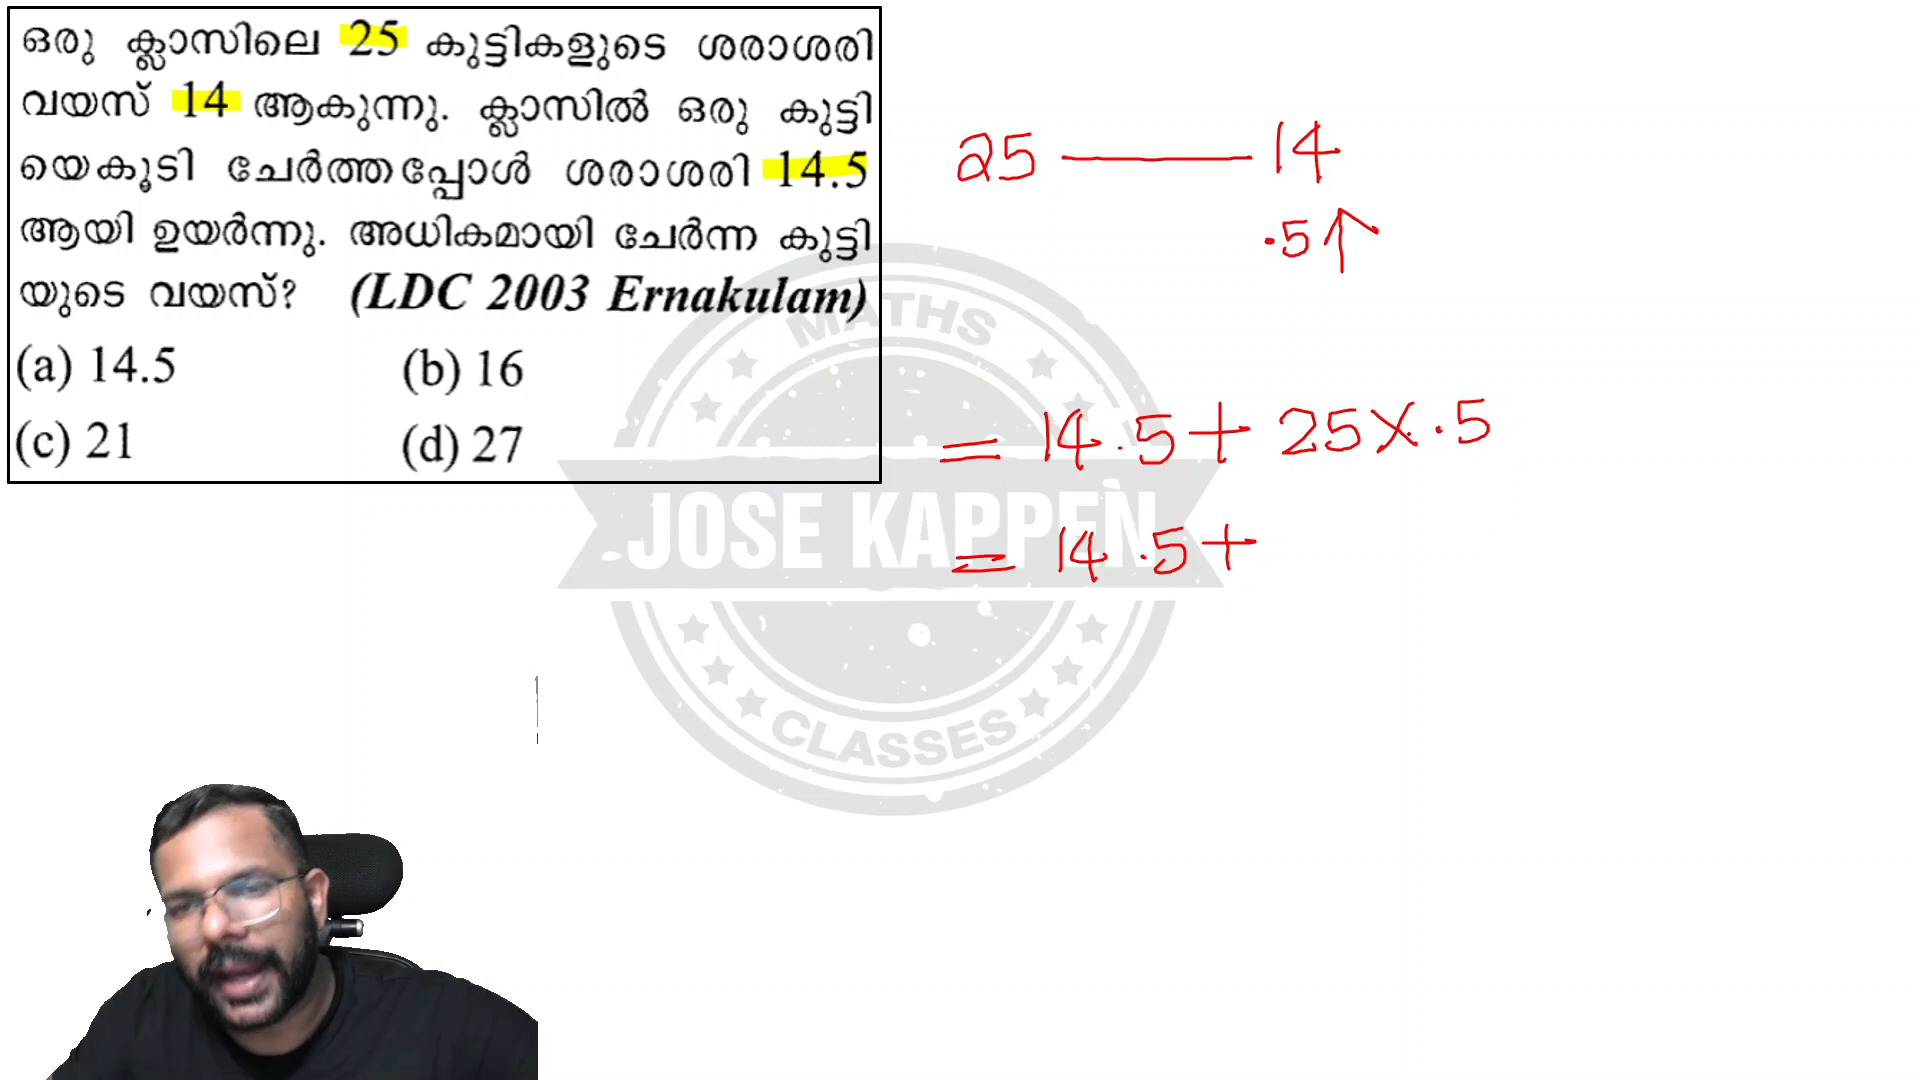 ഒരു ക്ലാസിലെ 25 കുട്ടികളുടെ ശരാശരി
വയസ് 14 ആകുന്നു. ക്ലാസിൽ ഒരു കുട്ടി
യെകൂടി ചേർത്തപ്പോൾ ശരാശരി 14.5
ആയി ഉയർന്നു. അധികമായി ചേർന്ന കുട്ടി
യുടെ വയസ്? (LDC 2003 Ernakulam)
(a) 14.5 (b) 16
(c) 21 (d) 27
25 — 14
.5↑
= 14.5 + 25 × .5
= 14.5 +
MATHS
JOSE KAPPEN
CLASSES